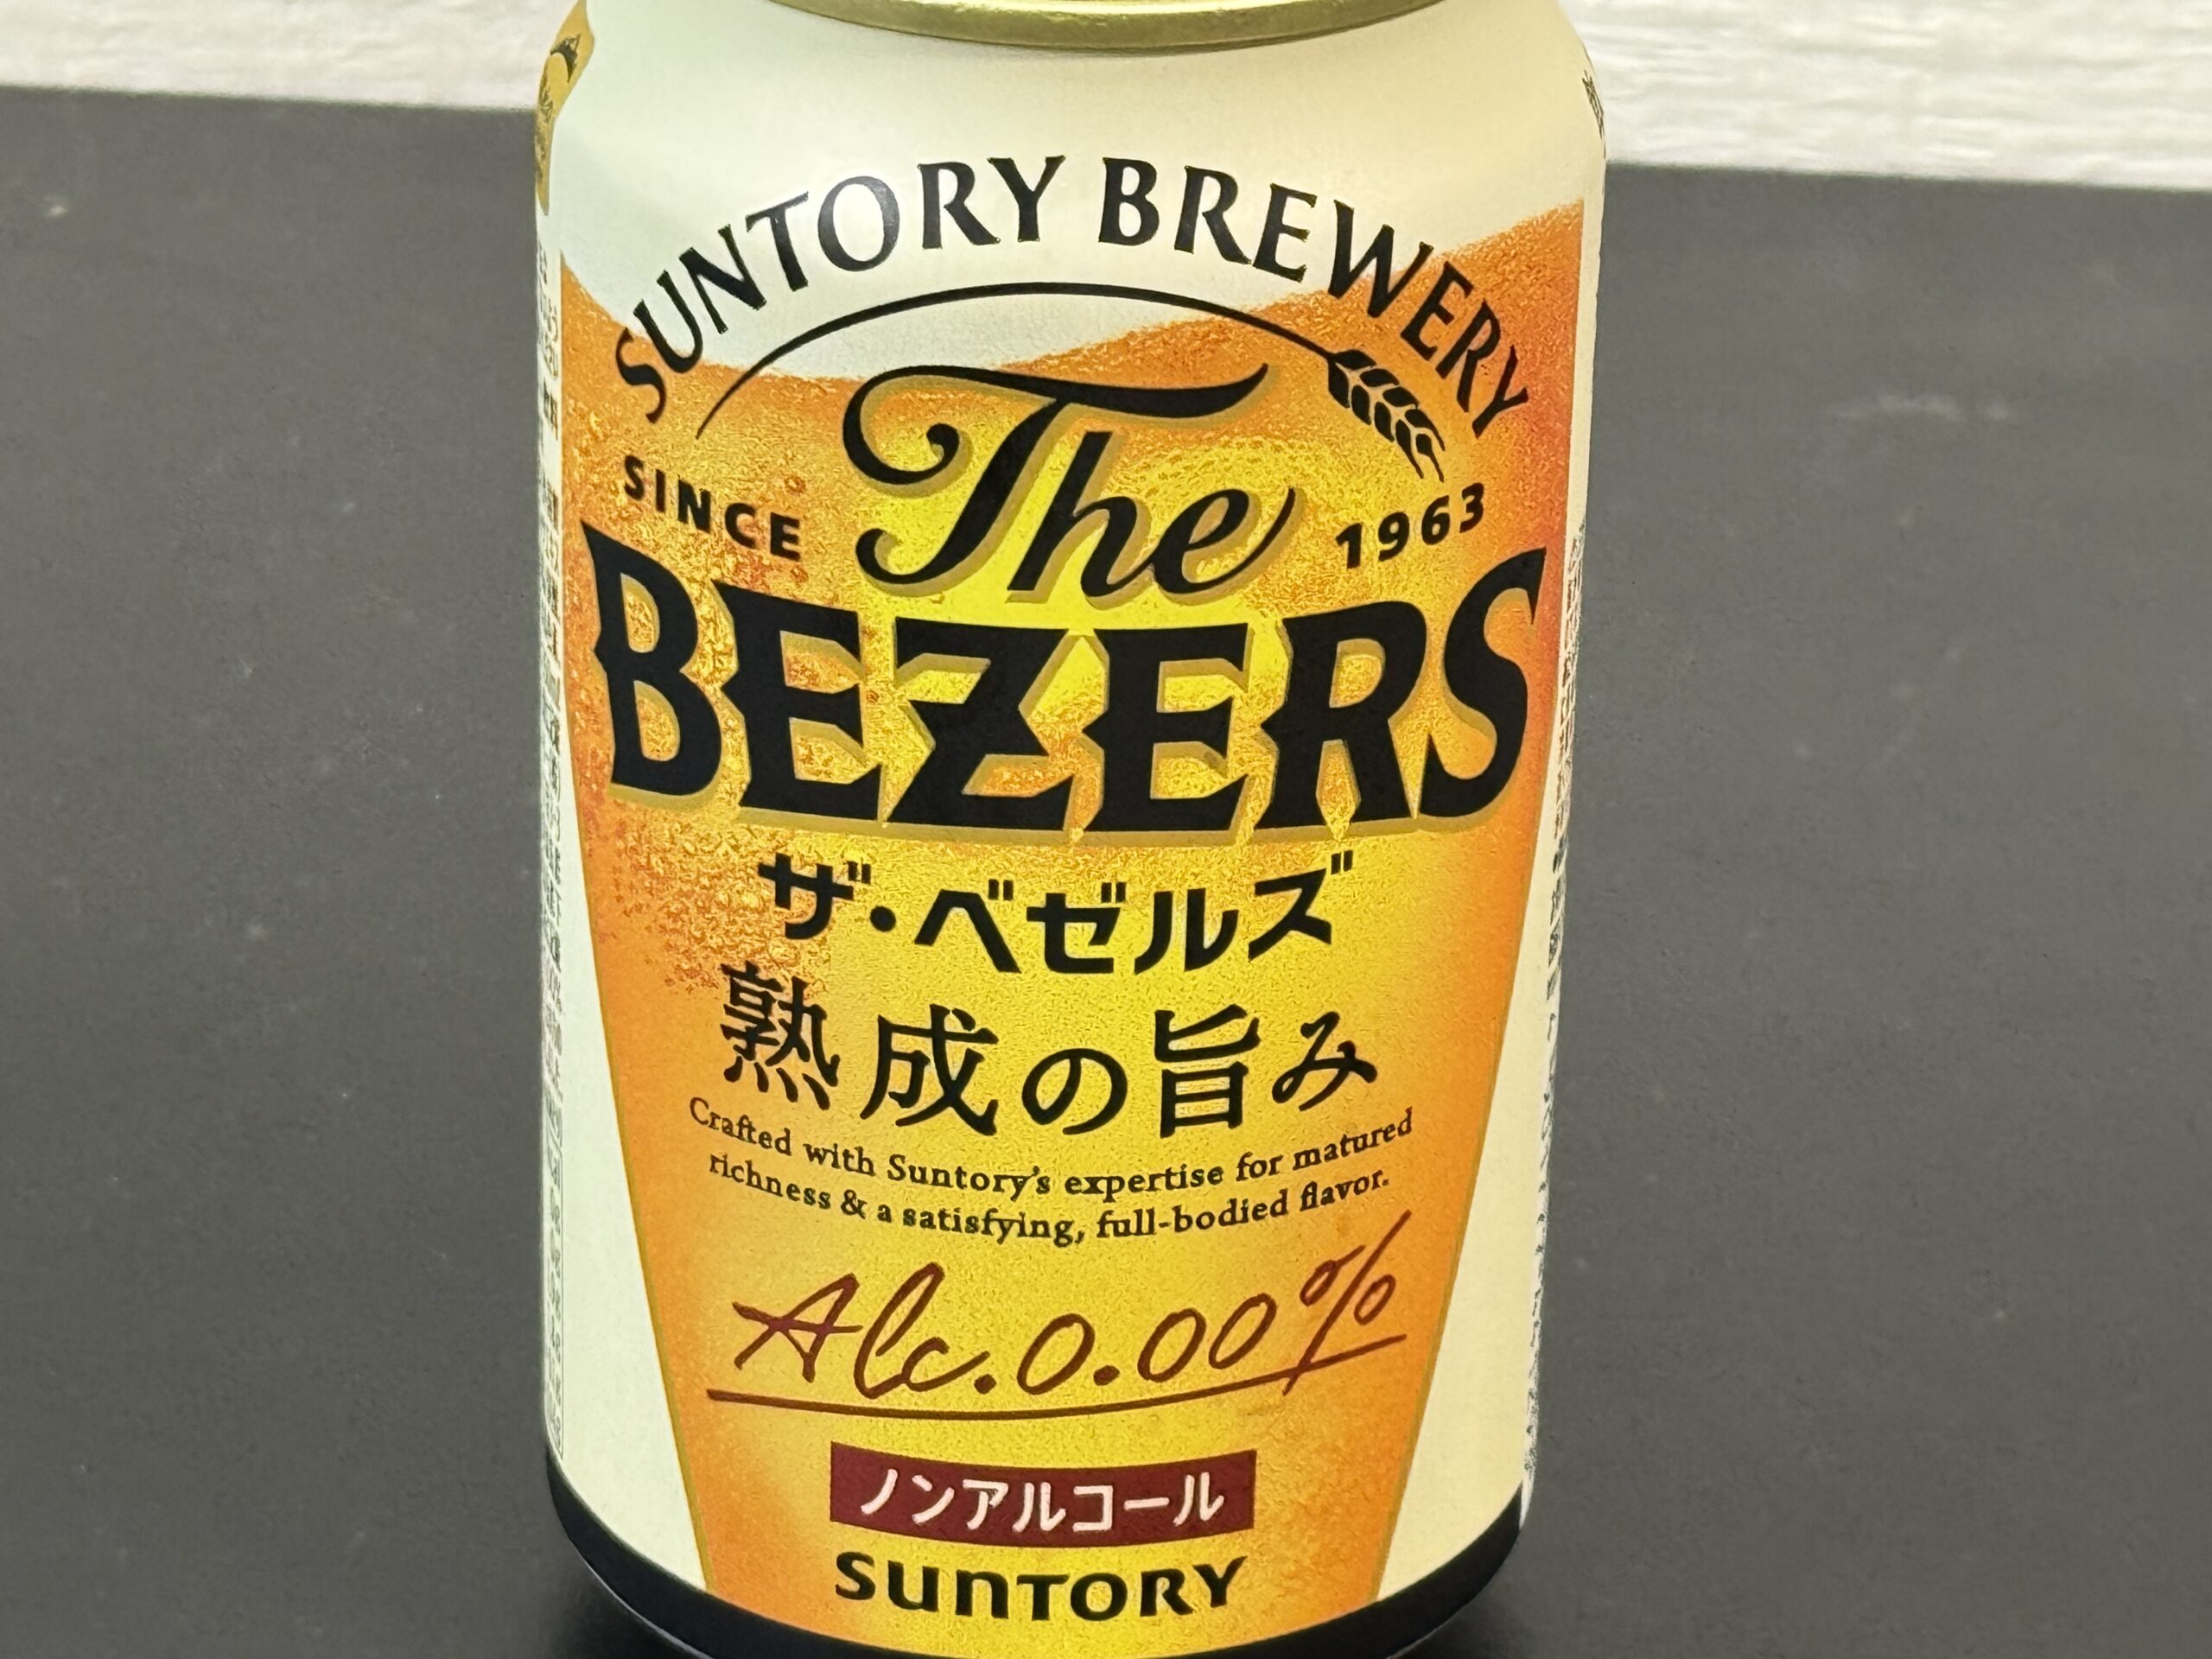 SUNTORY BREWERY
SINCE 1963
The
BEZERS
ザ・ベゼルズ
熟成の旨み
Crafted with Suntory's expertise for matured
richness & a satisfying, full-bodied flavor.
Alc.0.00%
ノンアルコール
SUNTORY